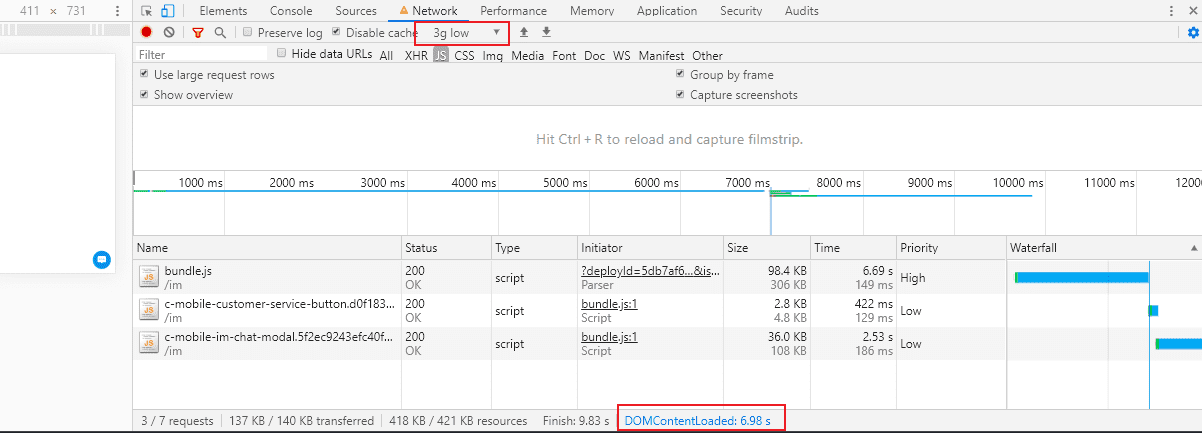 411 × 731 Elements Console Sources Network Performance Memory Application Security Audits
Preserve log Disable cache 3g low
Filter Hide data URLs All XHR JS CSS Img Media Font Doc WS Manifest Other
Use large request rows Group by frame
Show overview Capture screenshots
Hit Ctrl + R to reload and capture filmstrip.
1000 ms 2000 ms 3000 ms 4000 ms 5000 ms 6000 ms 7000 ms 8000 ms 9000 ms 10000 ms 11000 ms 12000
Name Status Type Initiator Size Time Priority Waterfall
bundle.js 200 script ?deployId=5db7af6...&is... 98.4 KB 6.69 s High
/im OK Parser 306 KB 149 ms
c-mobile-customer-service-button.d0f183... 200 script bundle.js:1 2.8 KB 422 ms Low
/im OK Script 4.8 KB 129 ms
c-mobile-im-chat-modal.5f2ec9243efc40f... 200 script bundle.js:1 36.0 KB 2.53 s Low
/im OK Script 108 KB 186 ms
3 / 7 requests 137 KB / 140 KB transferred 418 KB / 421 KB resources Finish: 9.83 s DOMContentLoaded: 6.98 s